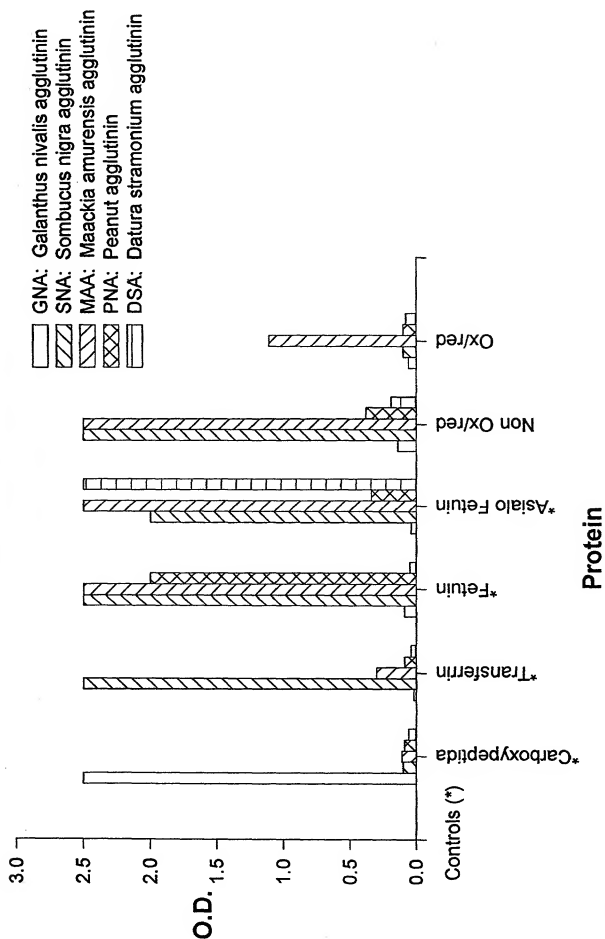 GNA: Galanthus nivalis agglutinin
SNA: Sombucus nigra agglutinin
MAA: Maackia amurensis agglutinin
PNA: Peanut agglutinin
DSA: Datura stramonium agglutinin
3.0
2.5
2.0
1.5
1.0
0.5
0.0
O.D.
Controls (*)
*Carboxypeptida
*Transferrin
*Fetuin
*Asialo Fetuin
Non Ox/red
Ox/red
Protein